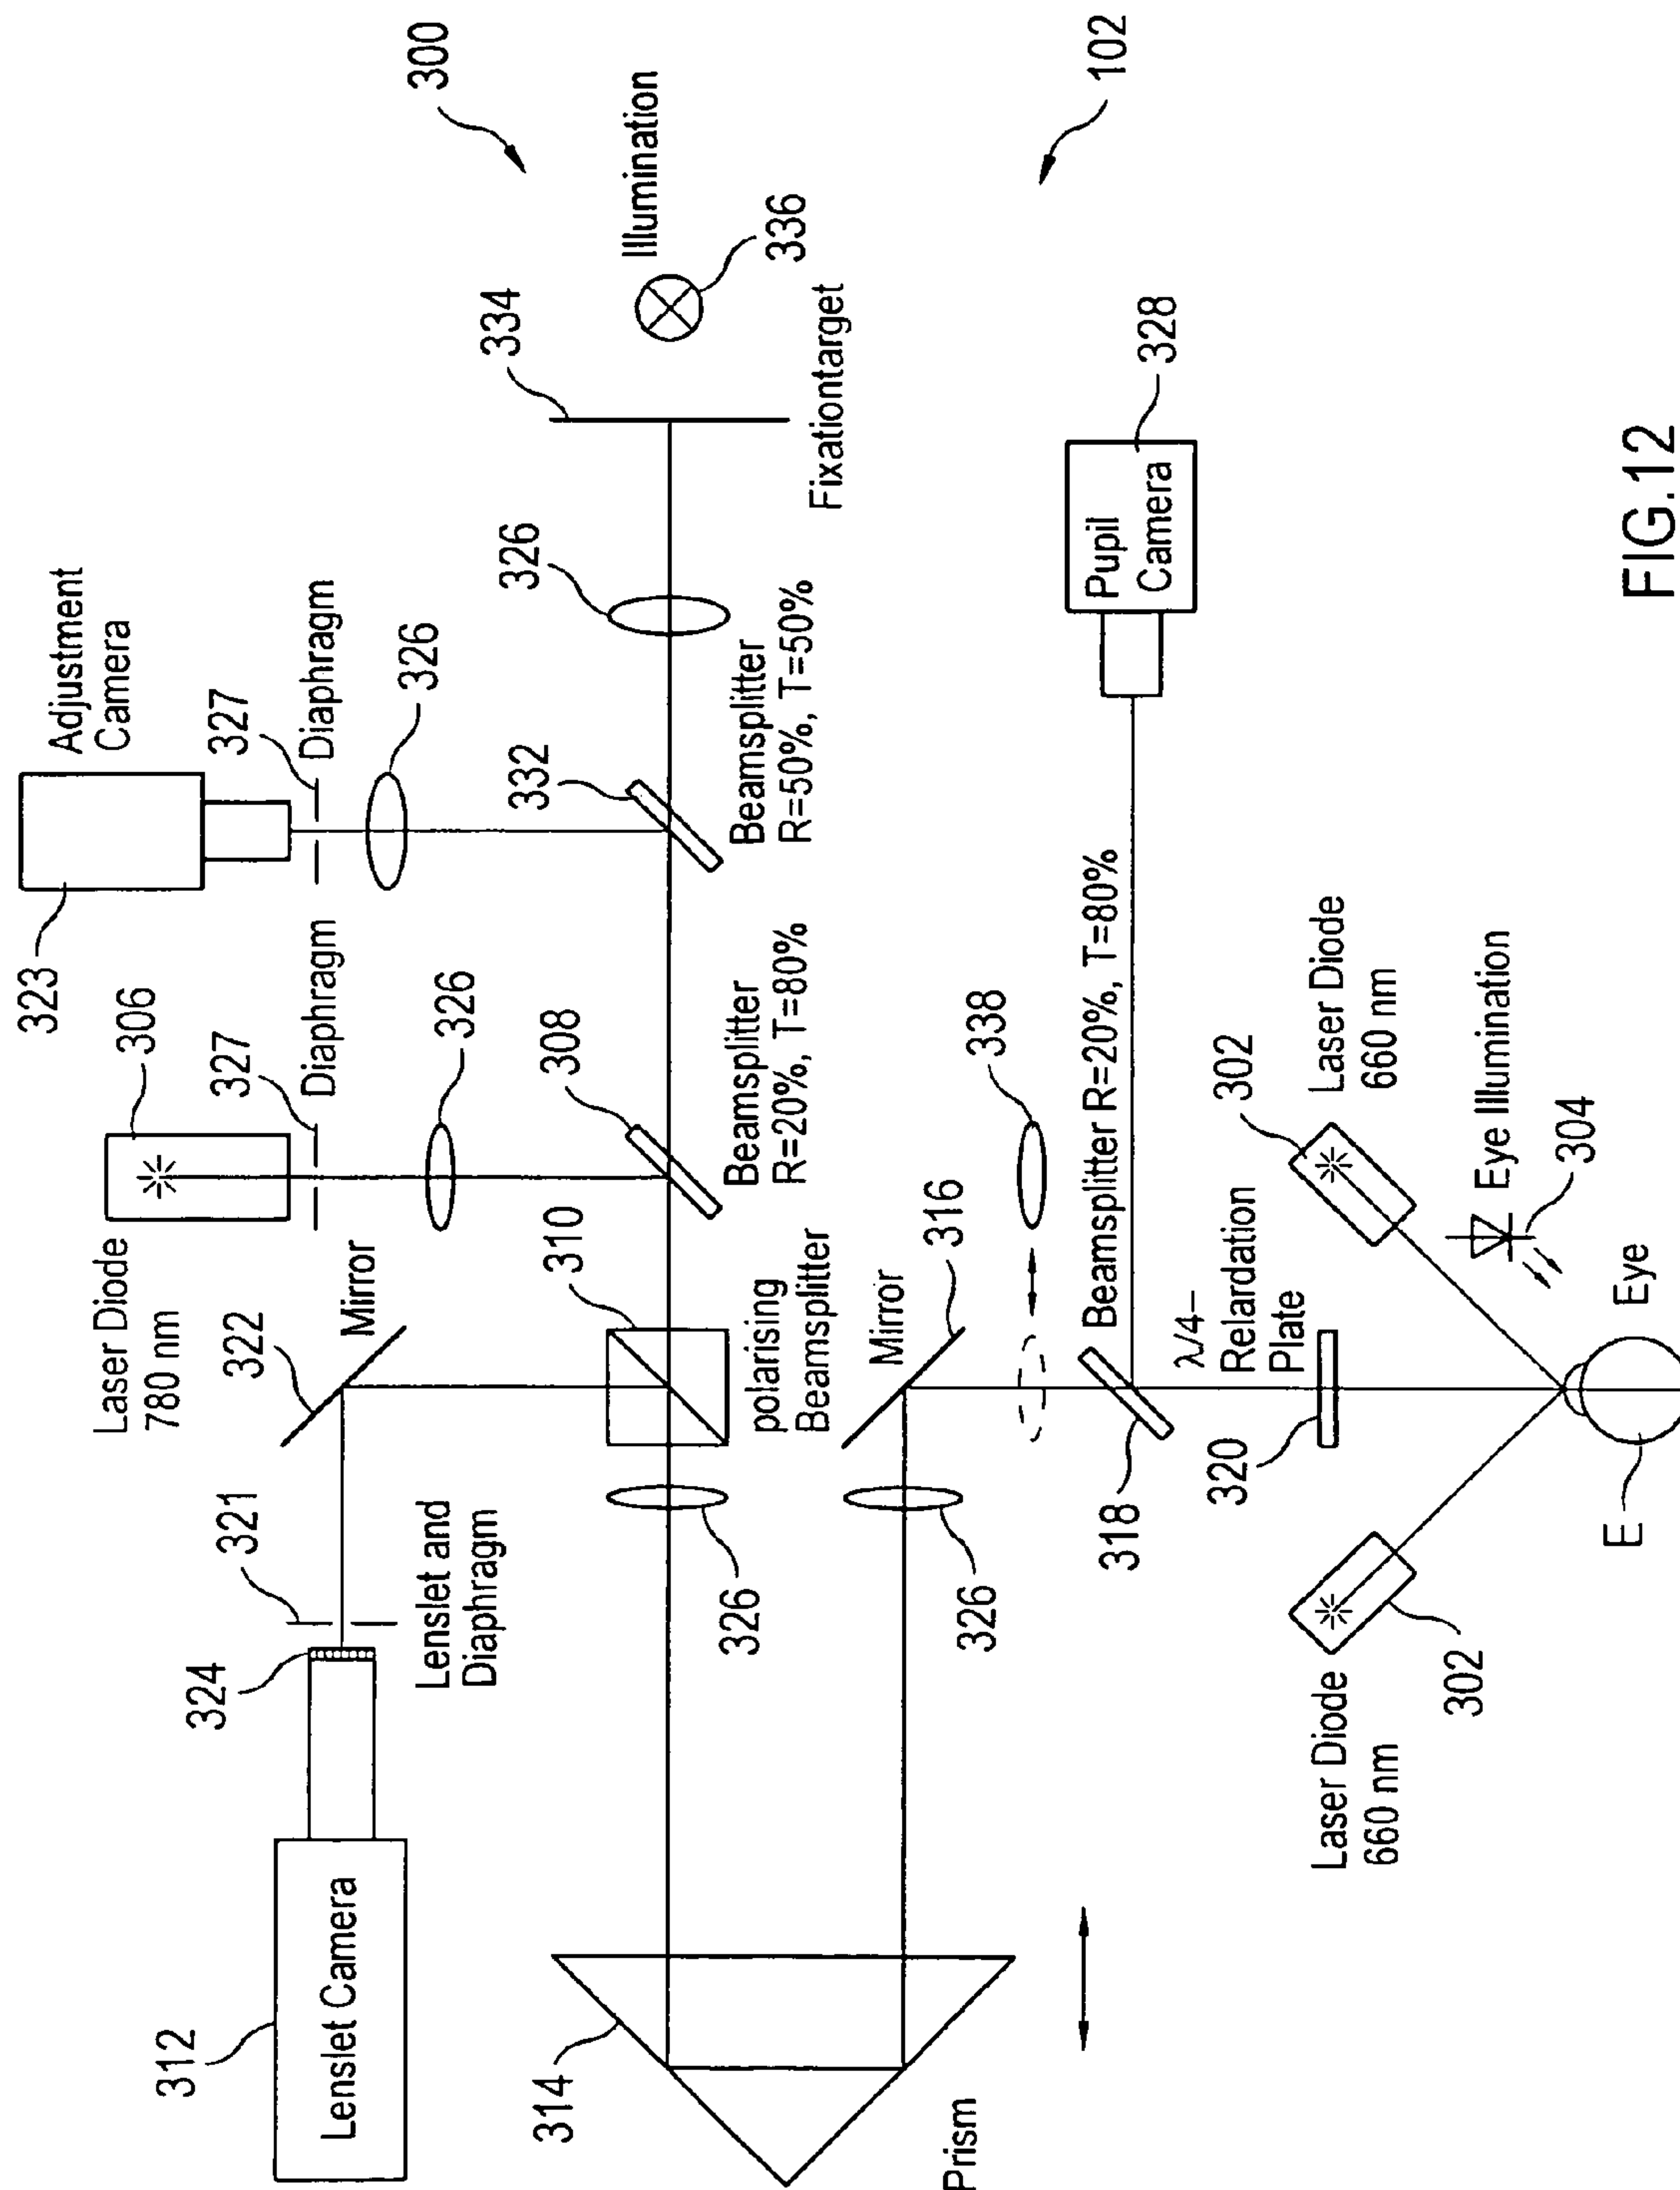 300
102
Illumination
336
334
Fixationtarget
326
Adjustment
Camera
323
327
Diaphragm
326
332
Beamsplitter
R=50%, T=50%
Laser Diode
780 nm
306
327
Diaphragm
326
308
Beamsplitter
R=20%, T=80%
322
Mirror
310
polarising
Beamsplitter
321
324
Lenslet and
Diaphragm
312
Lenslet Camera
326
326
314
Prism
Mirror
316
338
328
Pupil
Camera
Beamsplitter R=20%, T=80%
318
λ/4–
Relardation
Plate
320
Laser Diode
660 nm
302
302
Laser Diode
660 nm
Eye Illumination
304
Eye
E
FIG.12